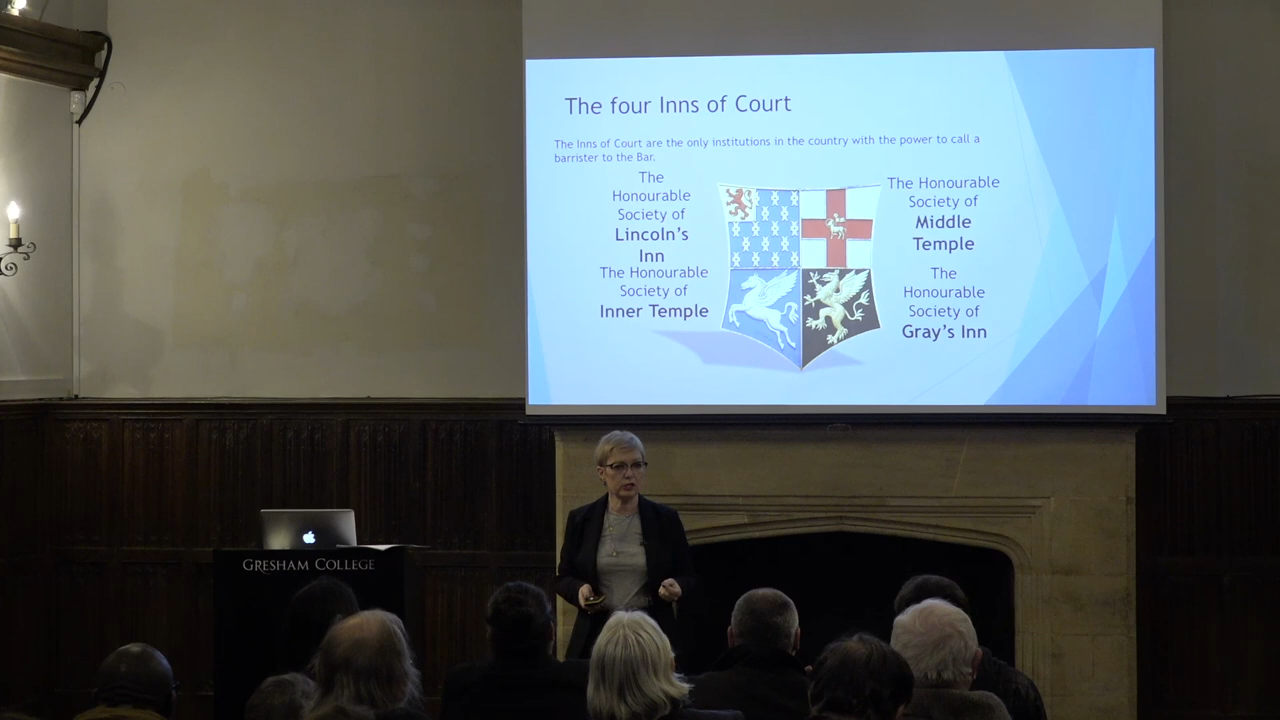 The four Inns of Court
The Inns of Court are the only institutions in the country with the power to call a
barrister to the Bar.
The
Honourable
Society of
Lincoln's
Inn
The Honourable
Society of
Inner Temple
The Honourable
Society of
Middle
Temple
The
Honourable
Society of
Gray's Inn
GRESHAM COLLEGE